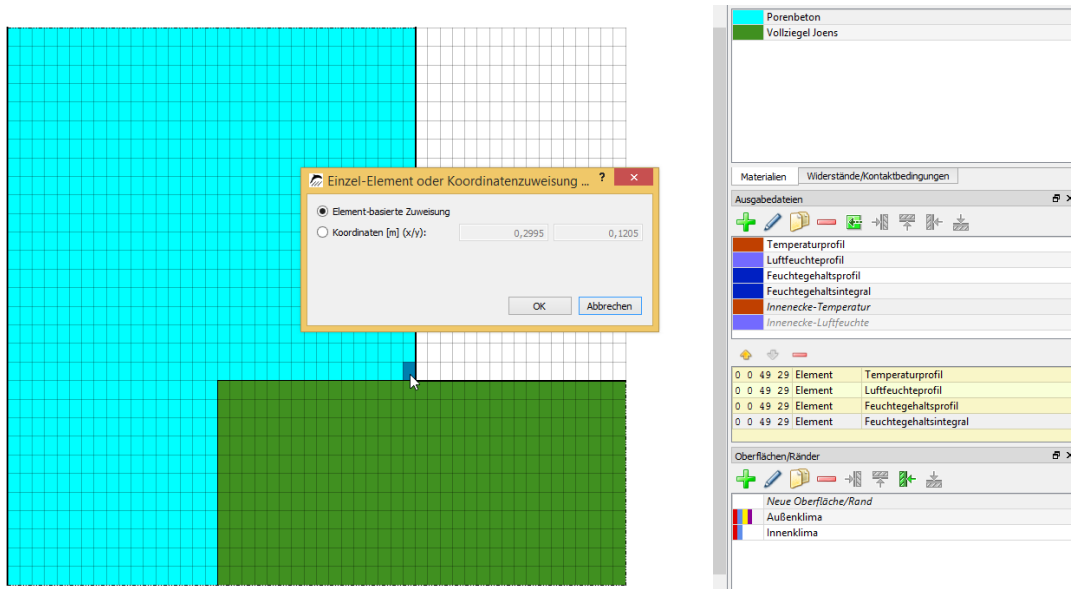 Einzel-Element oder Koordinatenzuweisung ... ? ×
Element-basierte Zuweisung
Koordinaten [m] (x/y): 0,2995 0,1205
OK Abbrechen
Porenbeton
Vollziegel Joens
Materialien Widerstände/Kontaktbedingungen
Ausgabedateien
Temperaturprofil
Luftfeuchteprofil
Feuchtegehaltsprofil
Feuchtegehaltsintegral
Innenecke-Temperatur
Innenecke-Luftfeuchte
0 0 49 29 Element Temperaturprofil
0 0 49 29 Element Luftfeuchteprofil
0 0 49 29 Element Feuchtegehaltsprofil
0 0 49 29 Element Feuchtegehaltsintegral
Oberflächen/Ränder
Neue Oberfläche/Rand
Außenklima
Innenklima